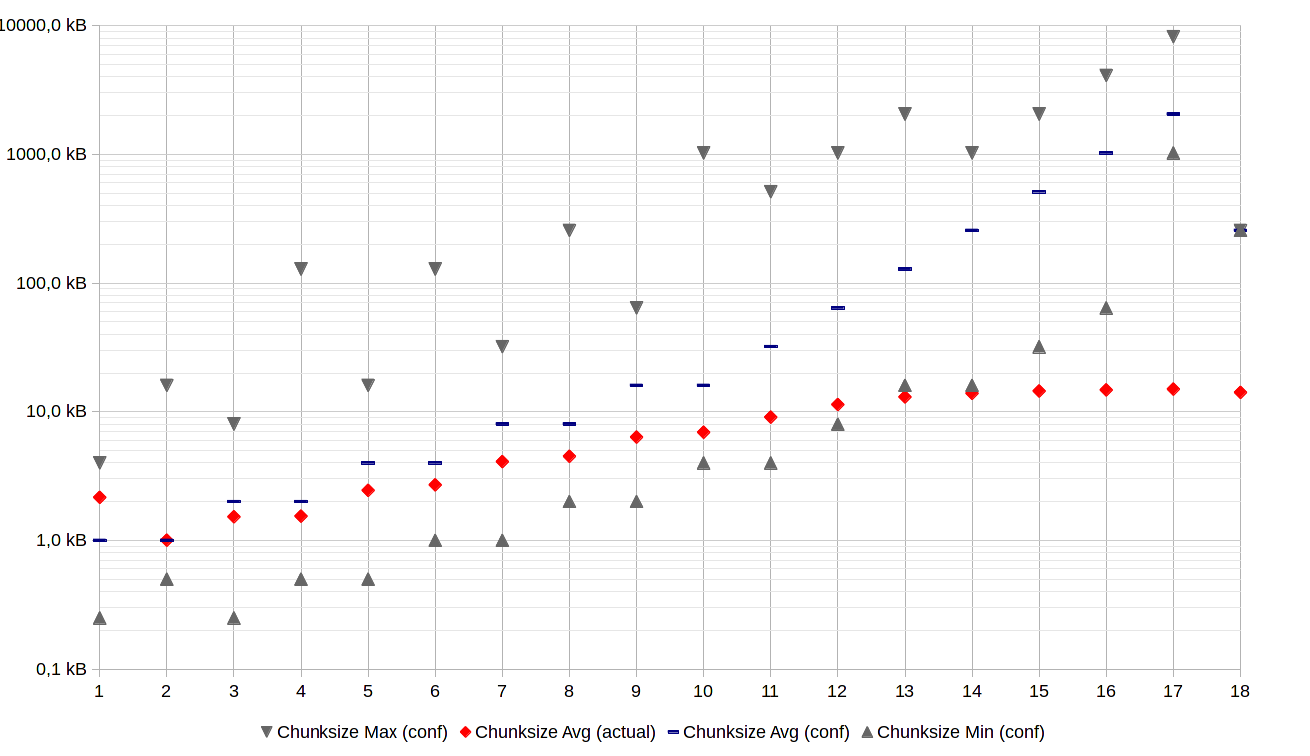 10000,0 kB
1000,0 kB
100,0 kB
10,0 kB
1,0 kB
0,1 kB
1 2 3 4 5 6 7 8 9 10 11 12 13 14 15 16 17 18
Chunksize Max (conf) Chunksize Avg (actual) Chunksize Avg (conf) Chunksize Min (conf)